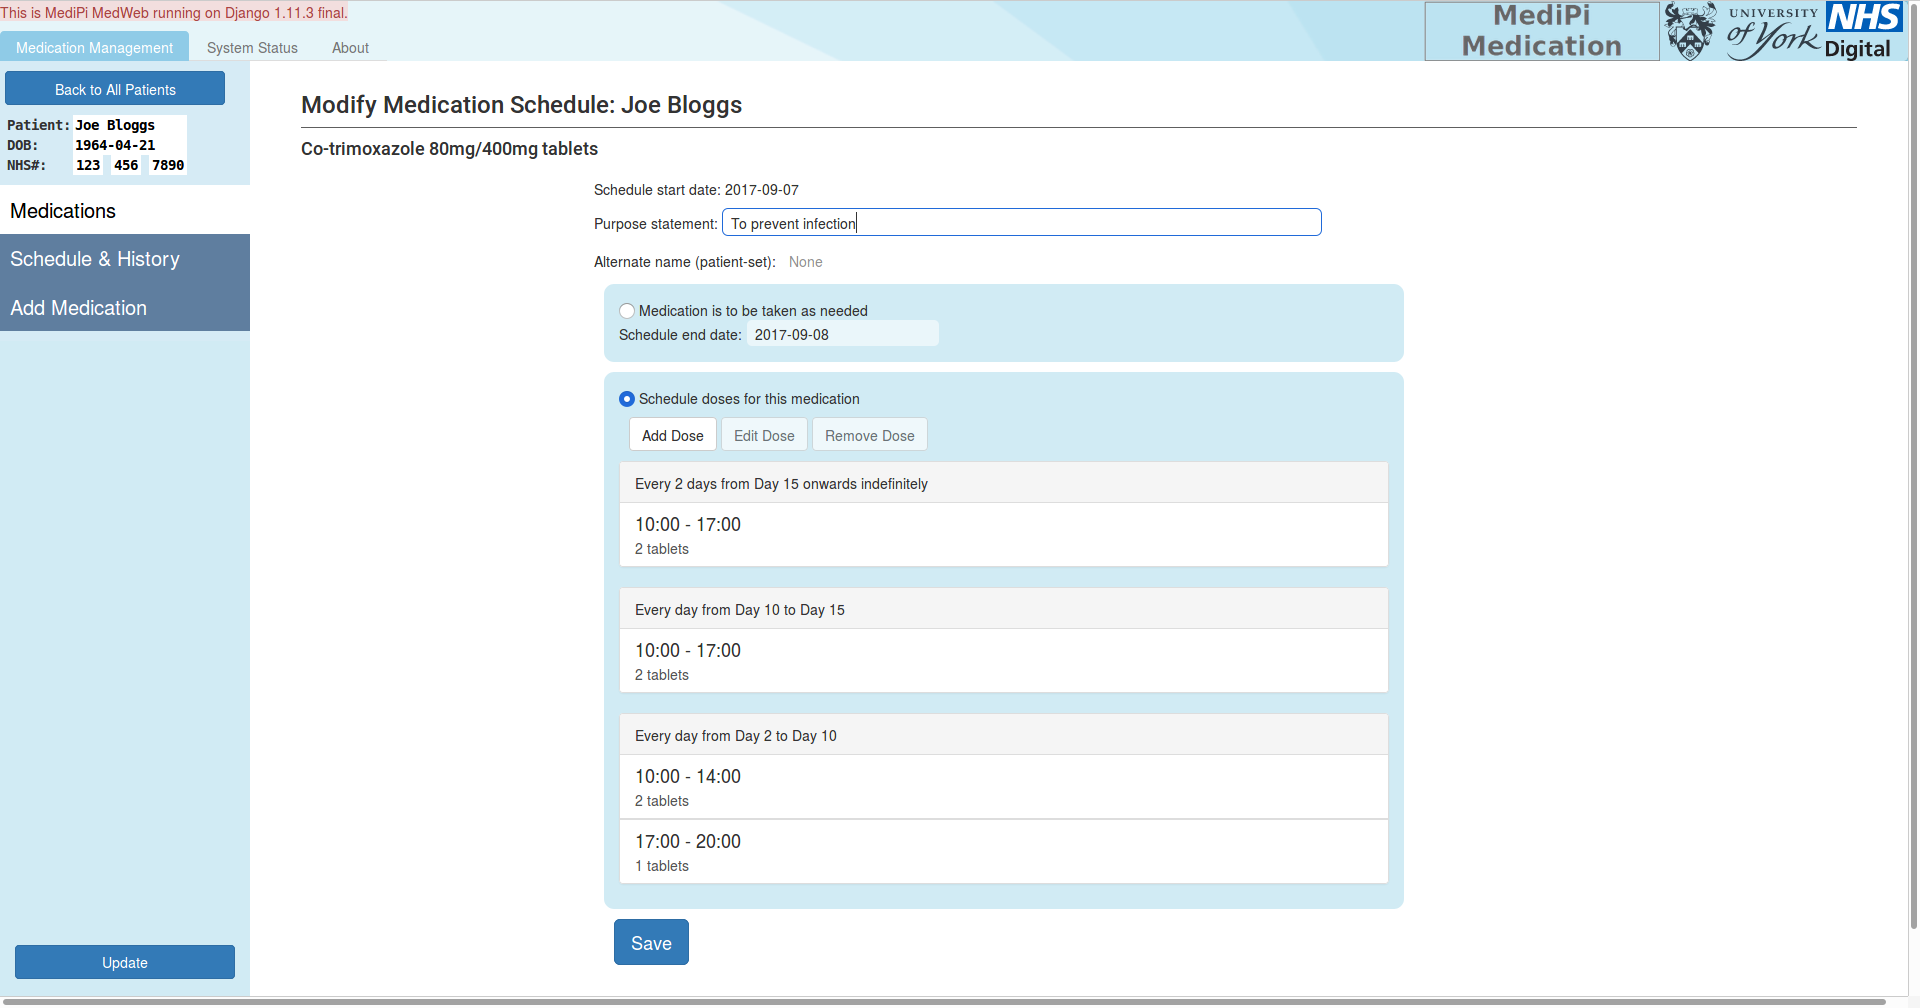 This is MediPi MedWeb running on Django 1.11.3 final.
Medication Management System Status About
MediPi
Medication
UNIVERSITY
of York
NHS
Digital
Back to All Patients
Patient: Joe Bloggs
DOB: 1964-04-21
NHS#: 123 456 7890
Medications
Schedule & History
Add Medication
Update
Modify Medication Schedule: Joe Bloggs
Co-trimoxazole 80mg/400mg tablets
Schedule start date: 2017-09-07
Purpose statement: To prevent infection
Alternate name (patient-set): None
Medication is to be taken as needed
Schedule end date: 2017-09-08
Schedule doses for this medication
Add Dose Edit Dose Remove Dose
Every 2 days from Day 15 onwards indefinitely
10:00 - 17:00
2 tablets
Every day from Day 10 to Day 15
10:00 - 17:00
2 tablets
Every day from Day 2 to Day 10
10:00 - 14:00
2 tablets
17:00 - 20:00
1 tablets
Save